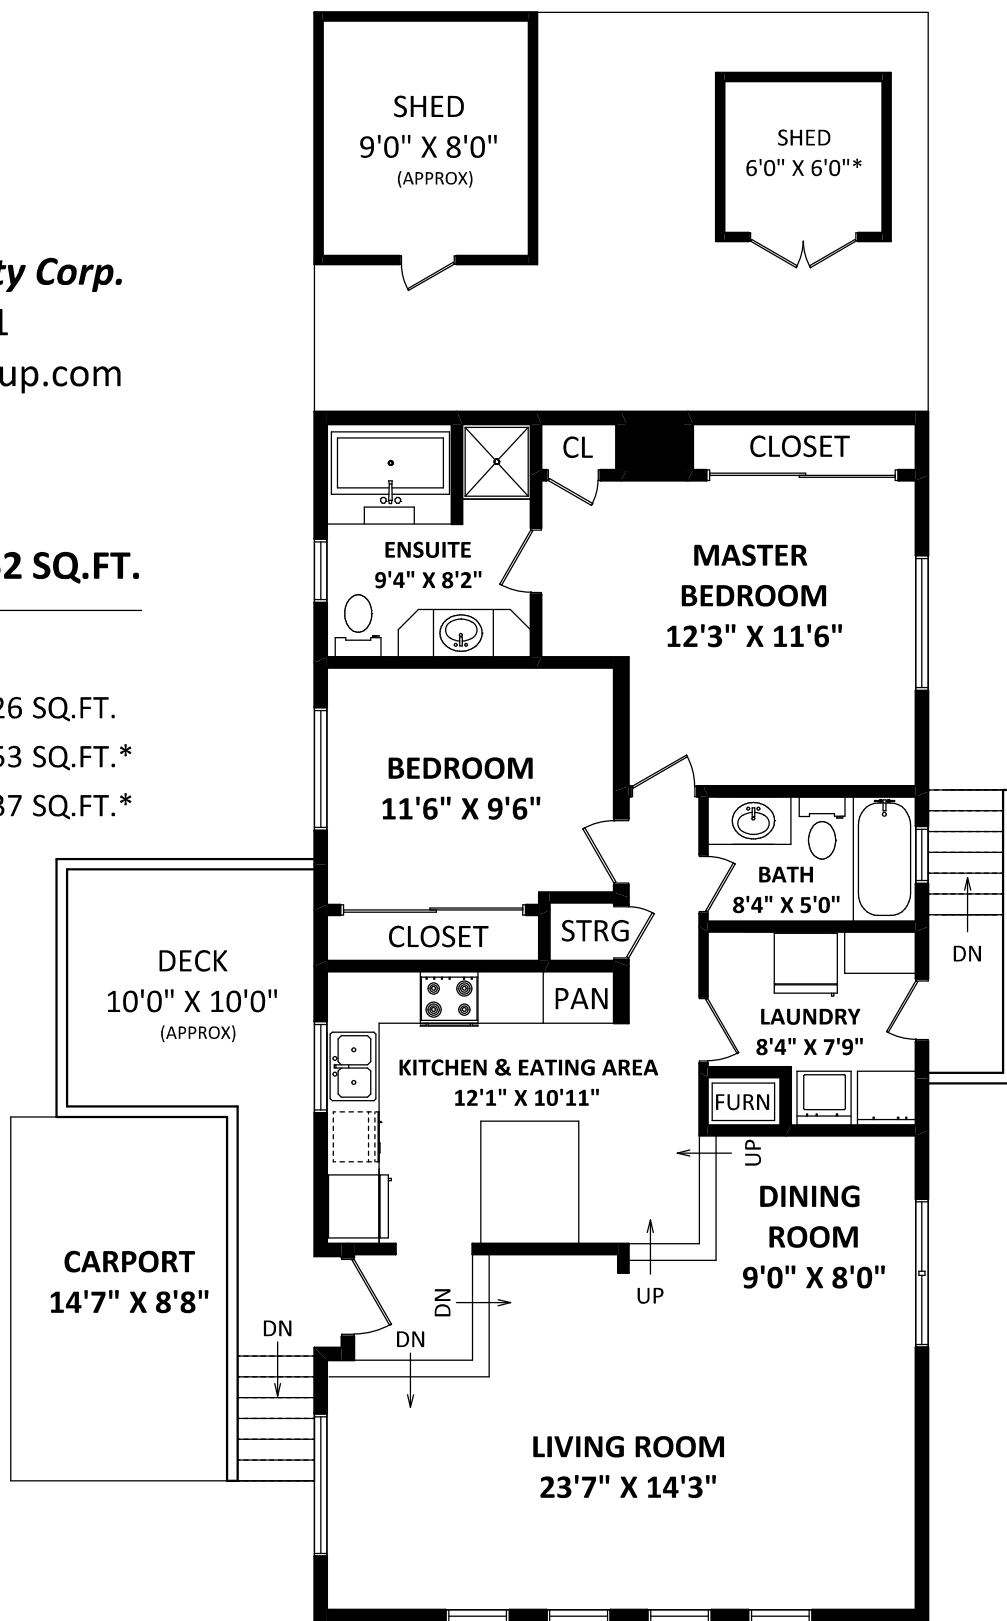 SHED
9'0" X 8'0"
(APPROX)
SHED
6'0" X 6'0"*
ty Corp.
1
up.com
2 SQ.FT.
26 SQ.FT.
53 SQ.FT.*
37 SQ.FT.*
CL
CLOSET
ENSUITE
9'4" X 8'2"
MASTER
BEDROOM
12'3" X 11'6"
BEDROOM
11'6" X 9'6"
BATH
8'4" X 5'0"
CLOSET
STRG
DN
DECK
10'0" X 10'0"
(APPROX)
PAN
LAUNDRY
8'4" X 7'9"
KITCHEN & EATING AREA
12'1" X 10'11"
FURN
UP
DINING
ROOM
9'0" X 8'0"
CARPORT
14'7" X 8'8"
UP
DN
DN
DN
LIVING ROOM
23'7" X 14'3"